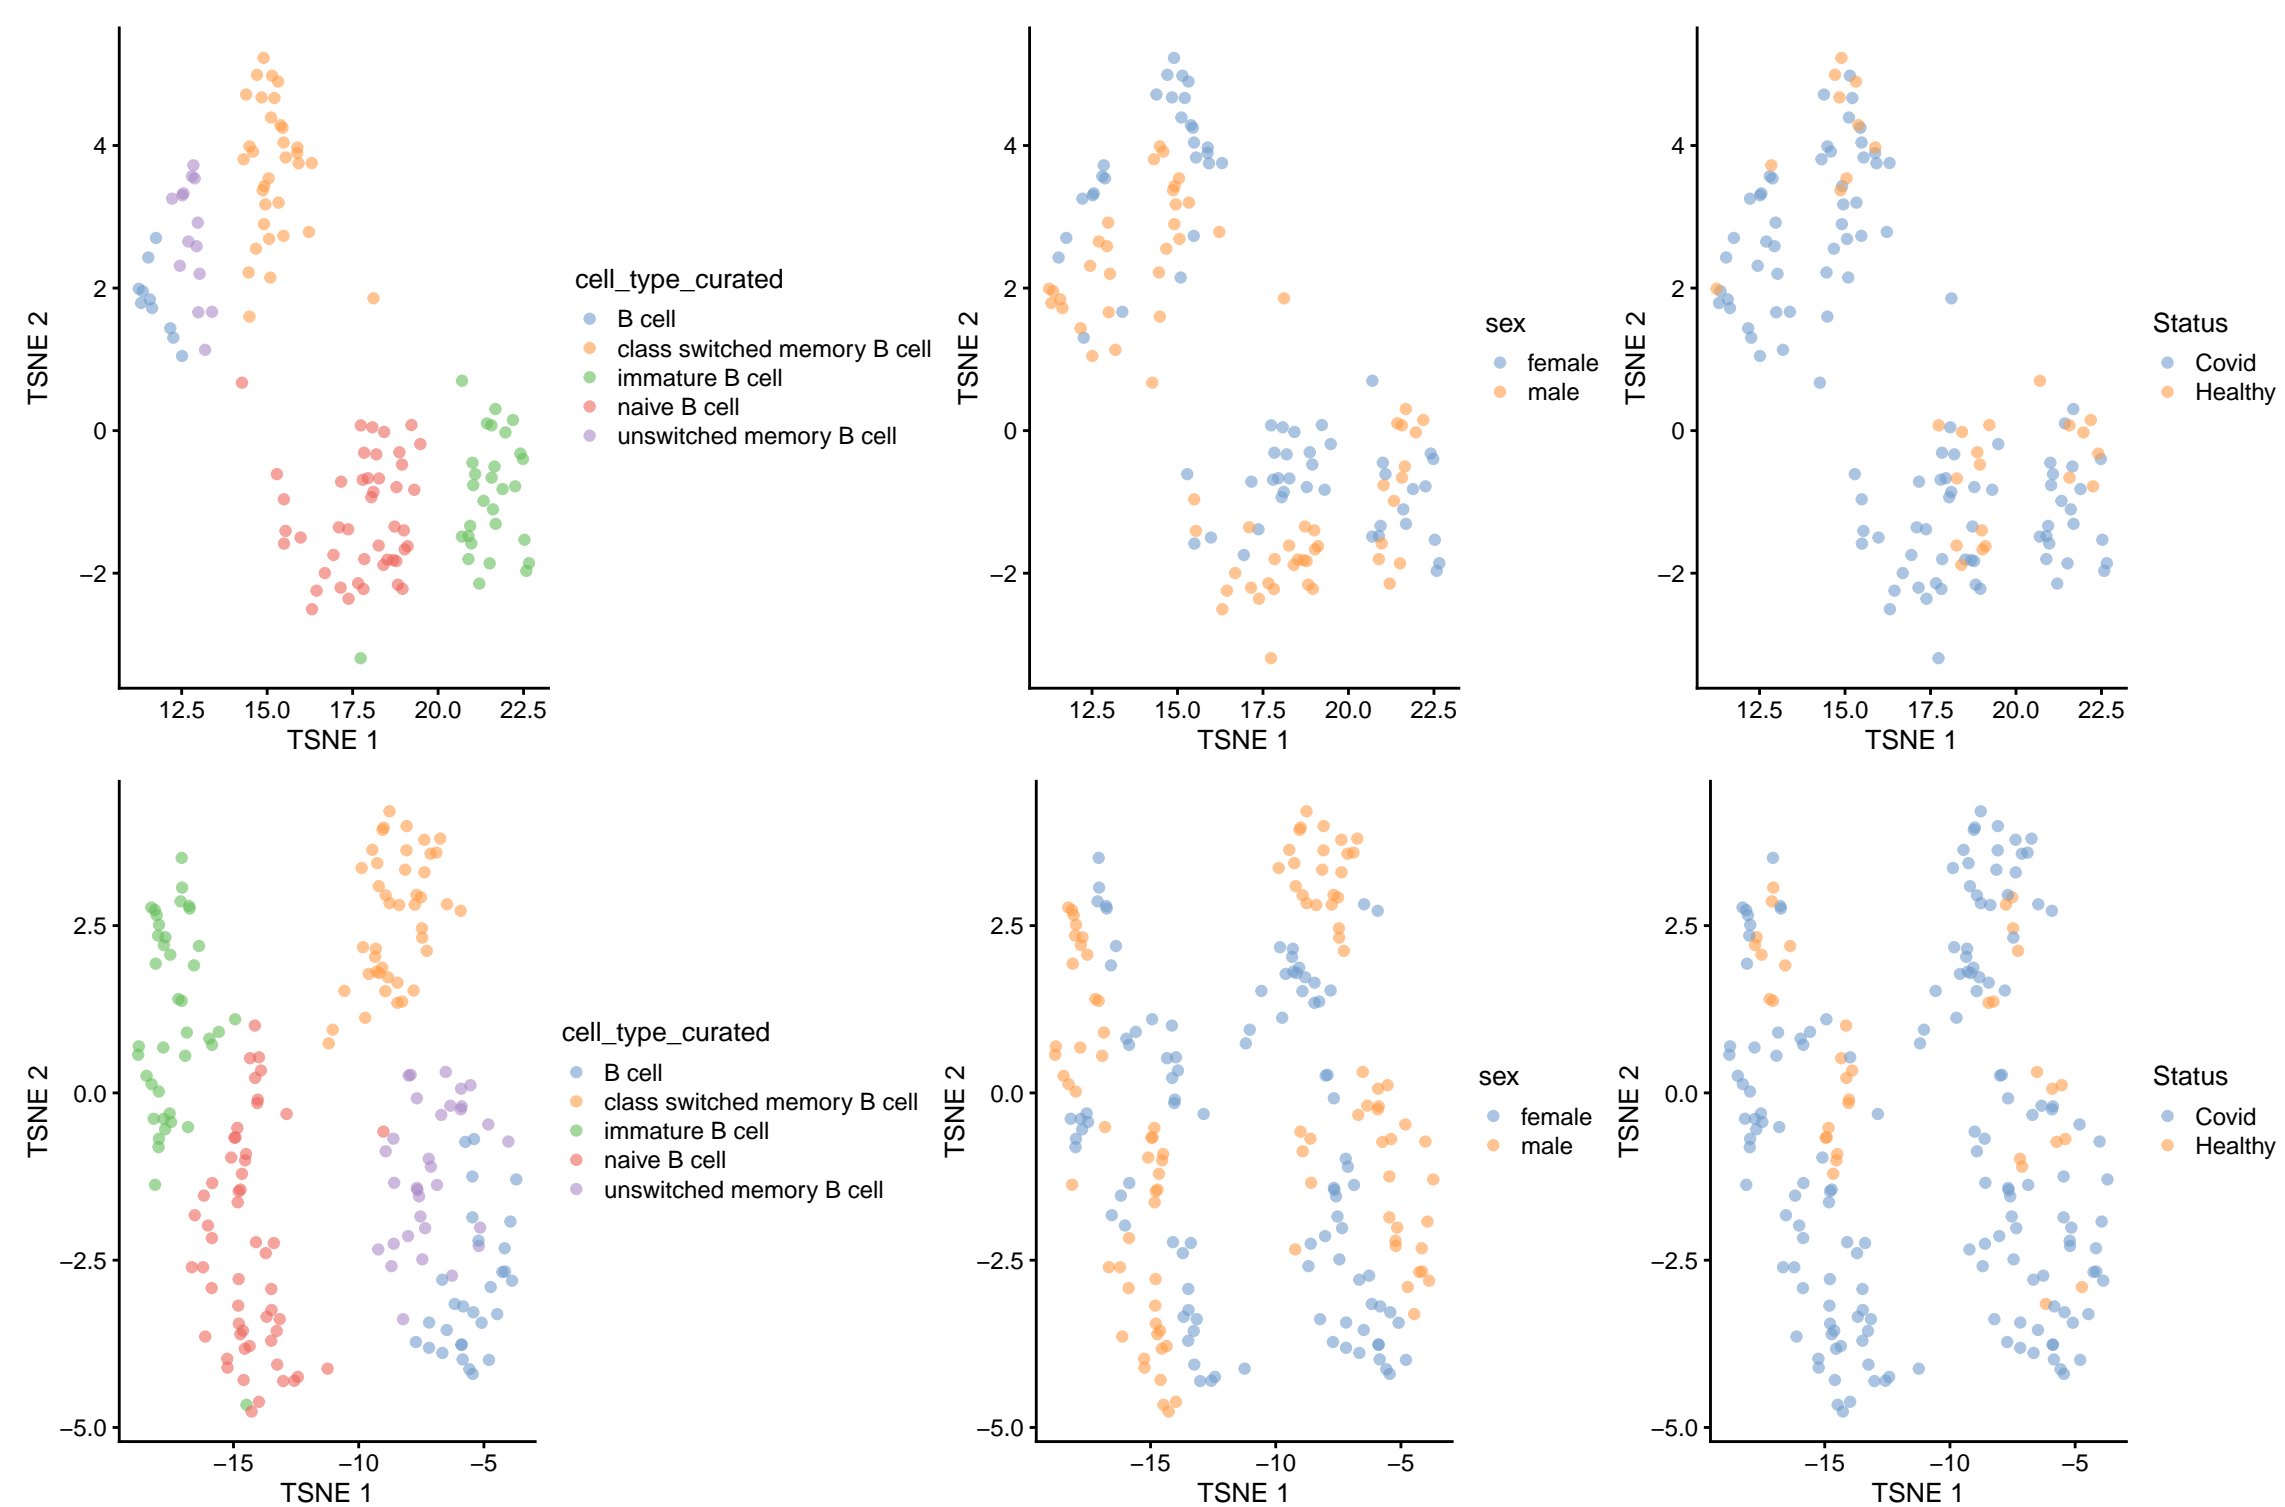 4
2
0
−2
12.5 15.0 17.5 20.0 22.5
TSNE 1
TSNE 2
cell_type_curated
B cell
class switched memory B cell
immature B cell
naive B cell
unswitched memory B cell
4
2
0
−2
12.5 15.0 17.5 20.0 22.5
TSNE 1
TSNE 2
sex
female
male
4
2
0
−2
12.5 15.0 17.5 20.0 22.5
TSNE 1
TSNE 2
Status
Covid
Healthy
2.5
0.0
−2.5
−5.0
−15 −10 −5
TSNE 1
TSNE 2
cell_type_curated
B cell
class switched memory B cell
immature B cell
naive B cell
unswitched memory B cell
2.5
0.0
−2.5
−5.0
−15 −10 −5
TSNE 1
TSNE 2
sex
female
male
2.5
0.0
−2.5
−5.0
−15 −10 −5
TSNE 1
TSNE 2
Status
Covid
Healthy